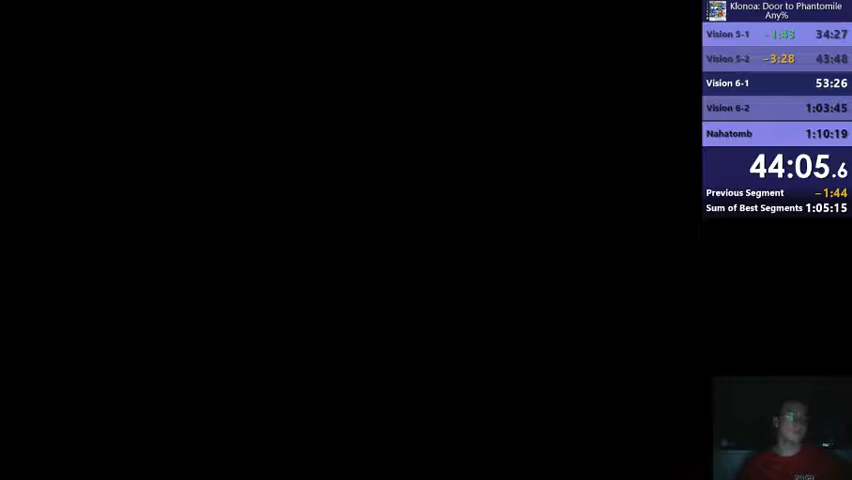 Klonoa: Door to Phantomile
Any%
Vision 5-1 -1:43 34:27
Vision 5-2 -3:28 43:48
Vision 6-1 53:26
Vision 6-2 1:03:45
Nahatomb 1:10:19
44:05.6
Previous Segment -1:44
Sum of Best Segments 1:05:15